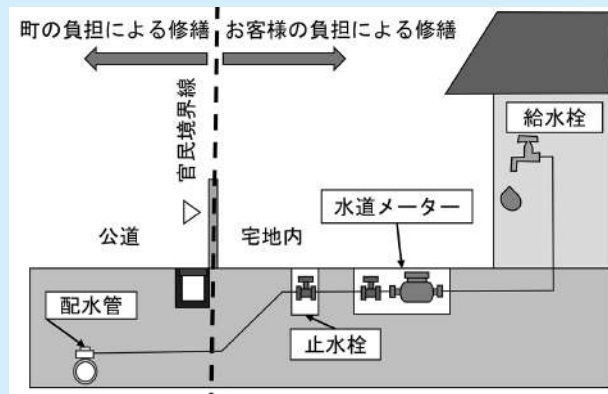 町の負担による修繕
お客様の負担による修繕
官民境界線
給水栓
水道メーター
公道
宅地内
配水管
止水栓